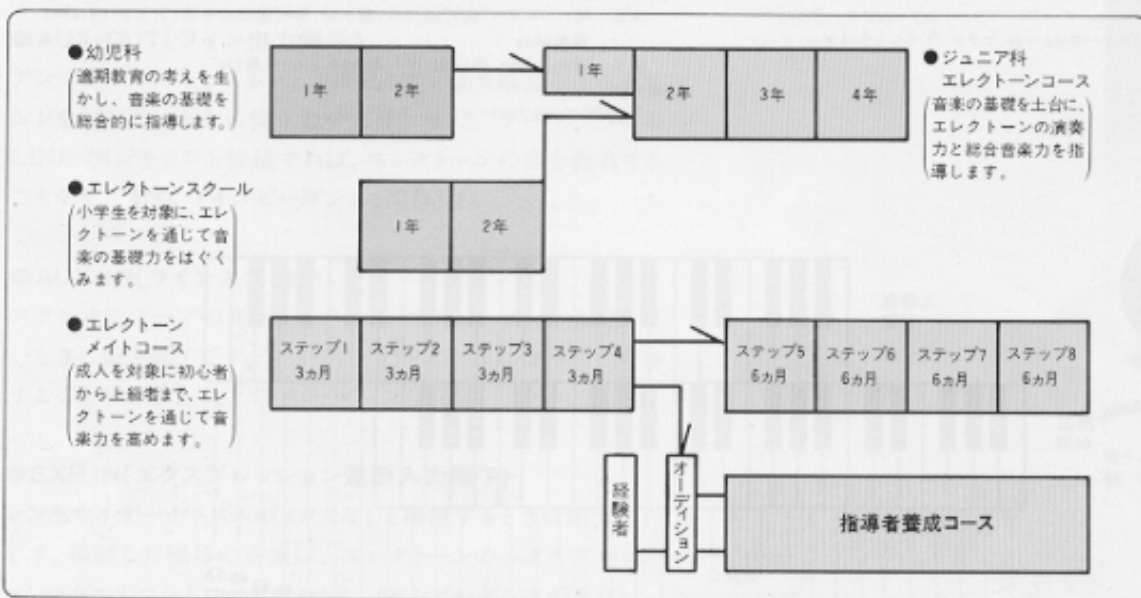 ●幼児科
(適期教育の考えを生
かし、音楽の基礎を
総合的に指導します。)
1年
2年
1年
2年
3年
4年
●ジュニア科
エレクトーンコース
(音楽の基礎を土台に、
エレクトーンの演奏
力と総合音楽力を指
導します。)
●エレクトーンスクール
(小学生を対象に、エレ
クトーンを通じて音
楽の基礎力をはぐく
みます。)
1年
2年
●エレクトーン
メイトコース
(成人を対象に初心者
から上級者まで、エレ
クトーンを通じて音
楽力を高めます。)
ステップ1
3ヵ月
ステップ2
3ヵ月
ステップ3
3ヵ月
ステップ4
3ヵ月
ステップ5
6ヵ月
ステップ6
6ヵ月
ステップ7
6ヵ月
ステップ8
6ヵ月
経験者
オーディション
指導者養成コース